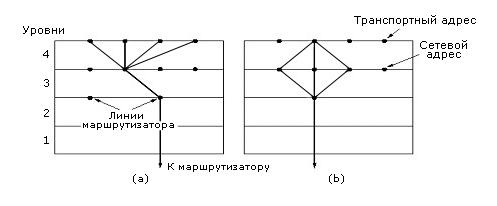 Транспортный адрес
Уровни
Сетевой
адрес
4
3
2
1
Линии
маршрутизатора
К маршрутизатору
(a)
(b)